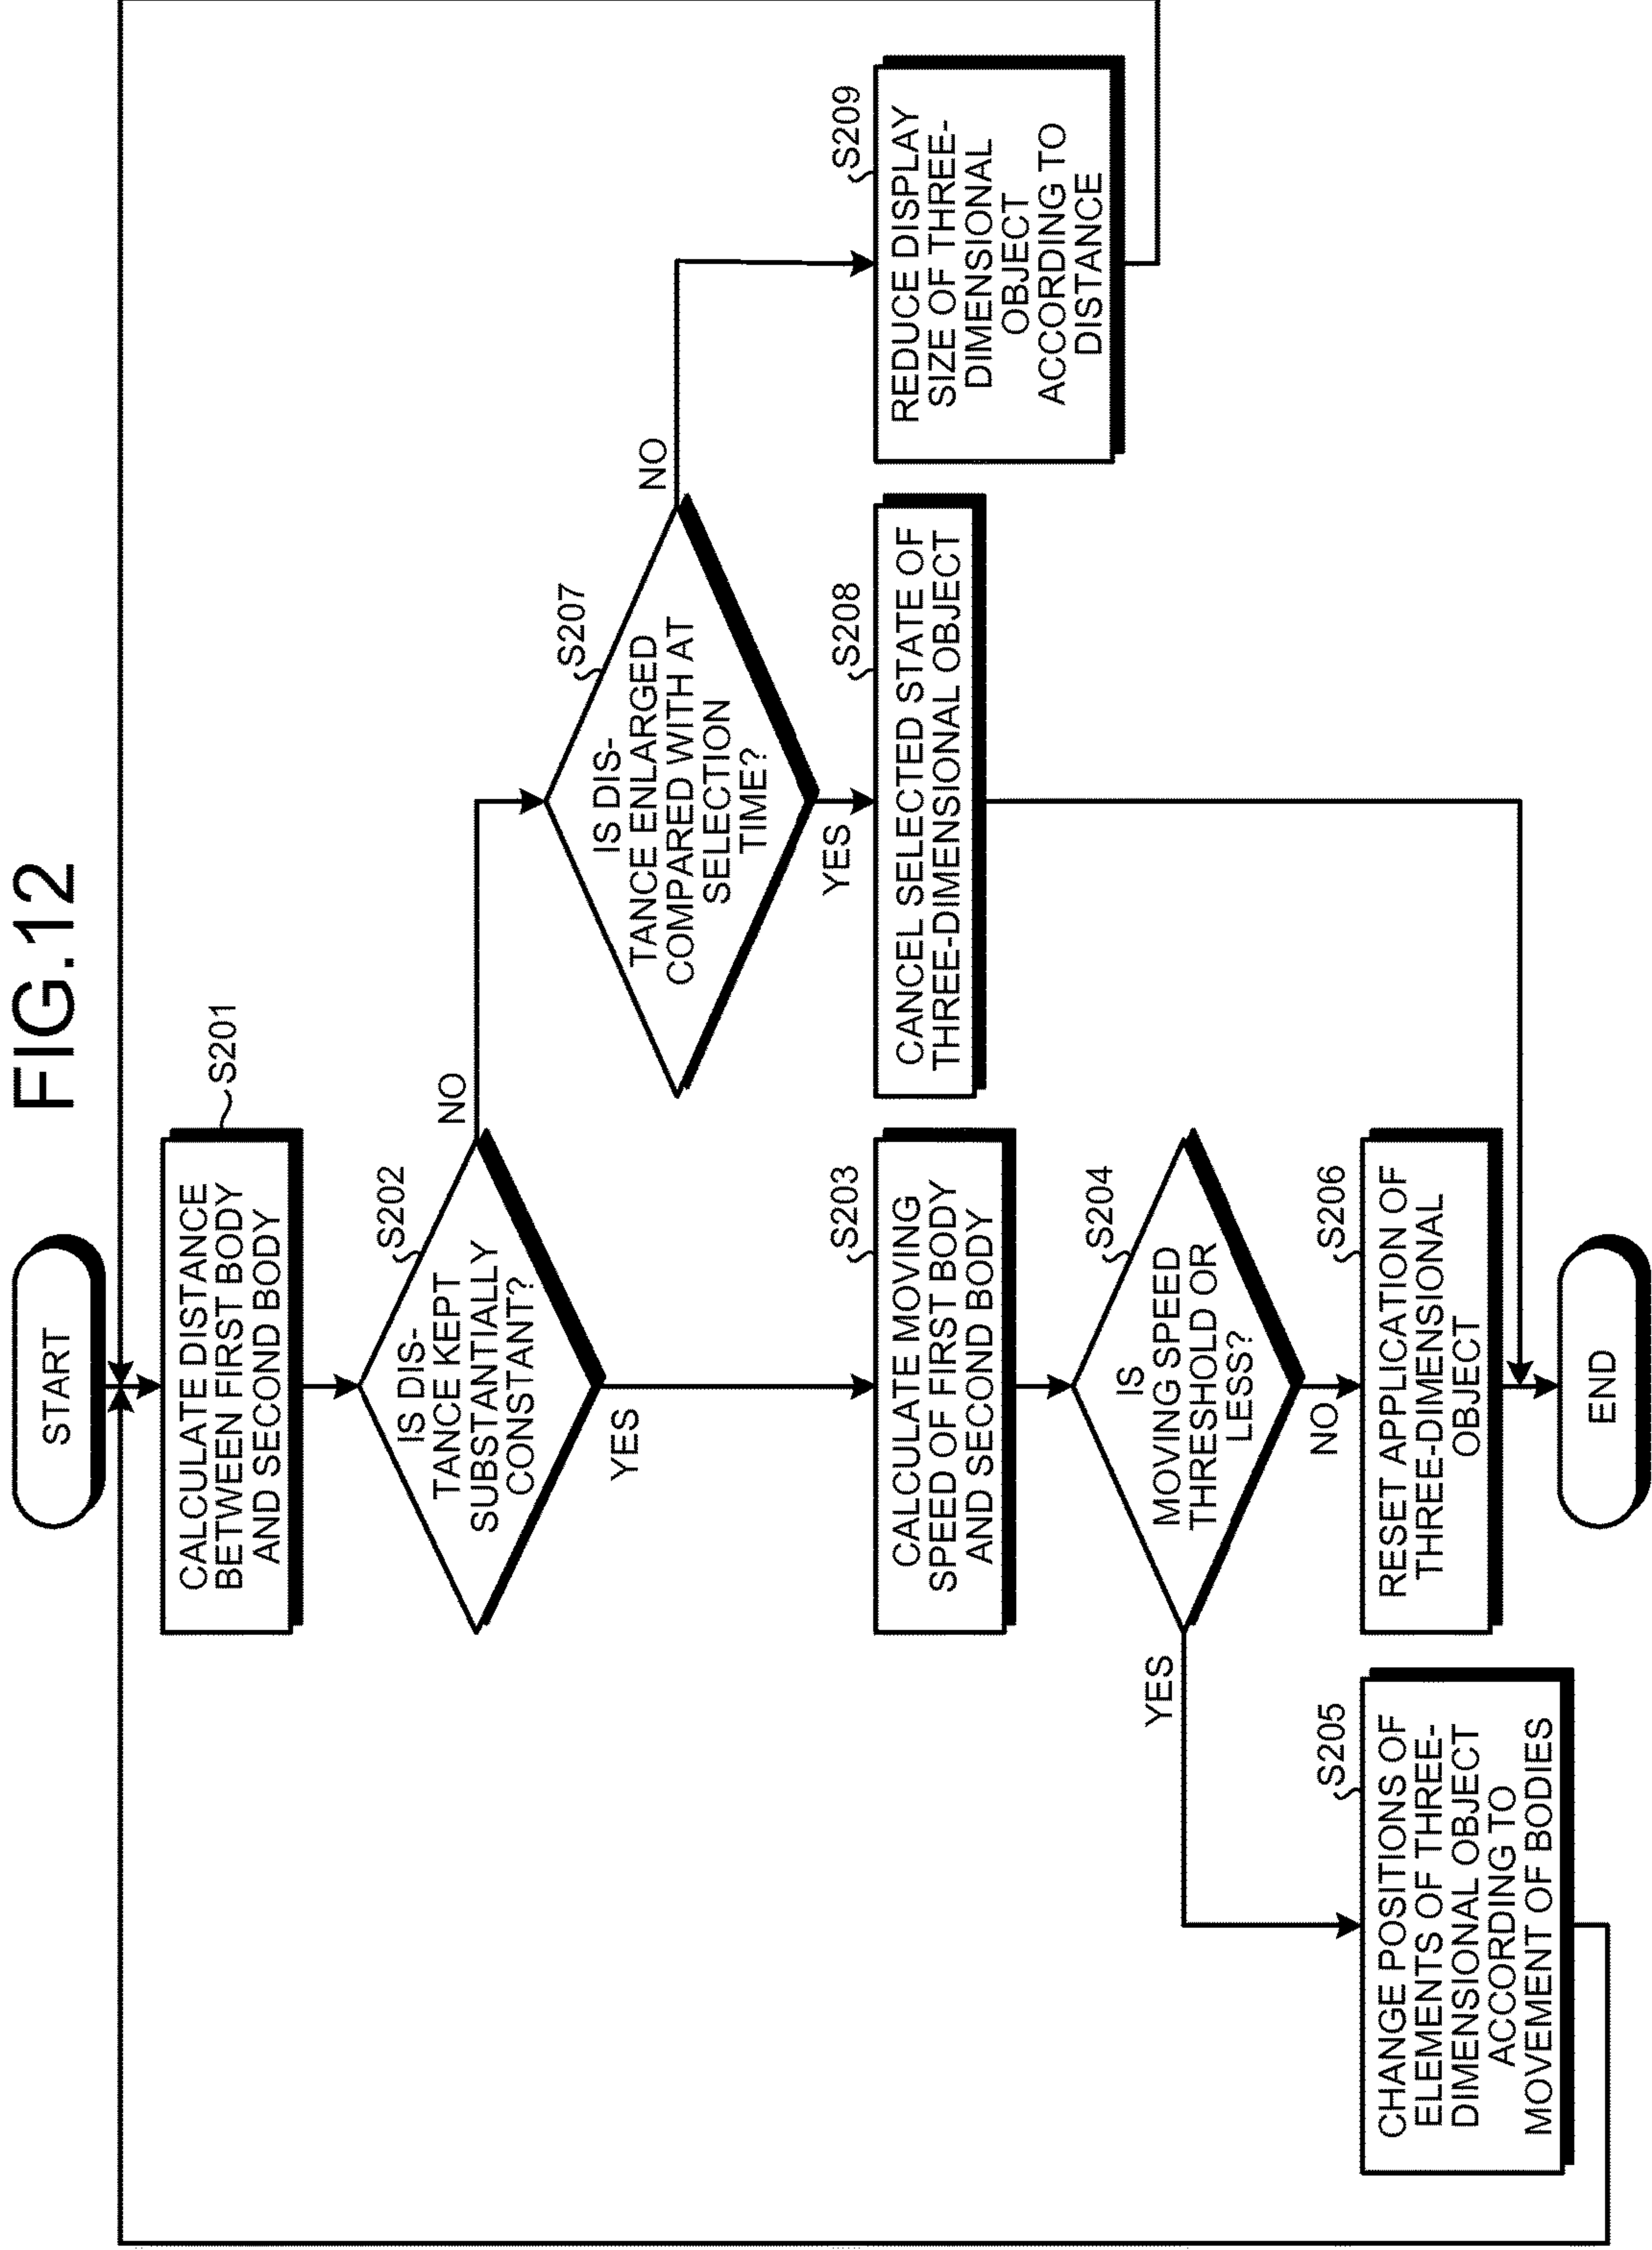 FIG.12
START
S201
CALCULATE DISTANCE
BETWEEN FIRST BODY
AND SECOND BODY
S202
IS DIS-
TANCE KEPT
SUBSTANTIALLY
CONSTANT?
NO
YES
S207
IS DIS-
TANCE ENLARGED
COMPARED WITH AT
SELECTION
TIME?
NO
YES
S203
CALCULATE MOVING
SPEED OF FIRST BODY
AND SECOND BODY
S208
CANCEL SELECTED STATE OF
THREE-DIMENSIONAL OBJECT
S209
REDUCE DISPLAY
SIZE OF THREE-
DIMENSIONAL
OBJECT
ACCORDING TO
DISTANCE
S204
IS
MOVING SPEED
THRESHOLD OR
LESS?
YES
NO
S205
CHANGE POSITIONS OF
ELEMENTS OF THREE-
DIMENSIONAL OBJECT
ACCORDING TO
MOVEMENT OF BODIES
S206
RESET APPLICATION OF
THREE-DIMENSIONAL
OBJECT
END